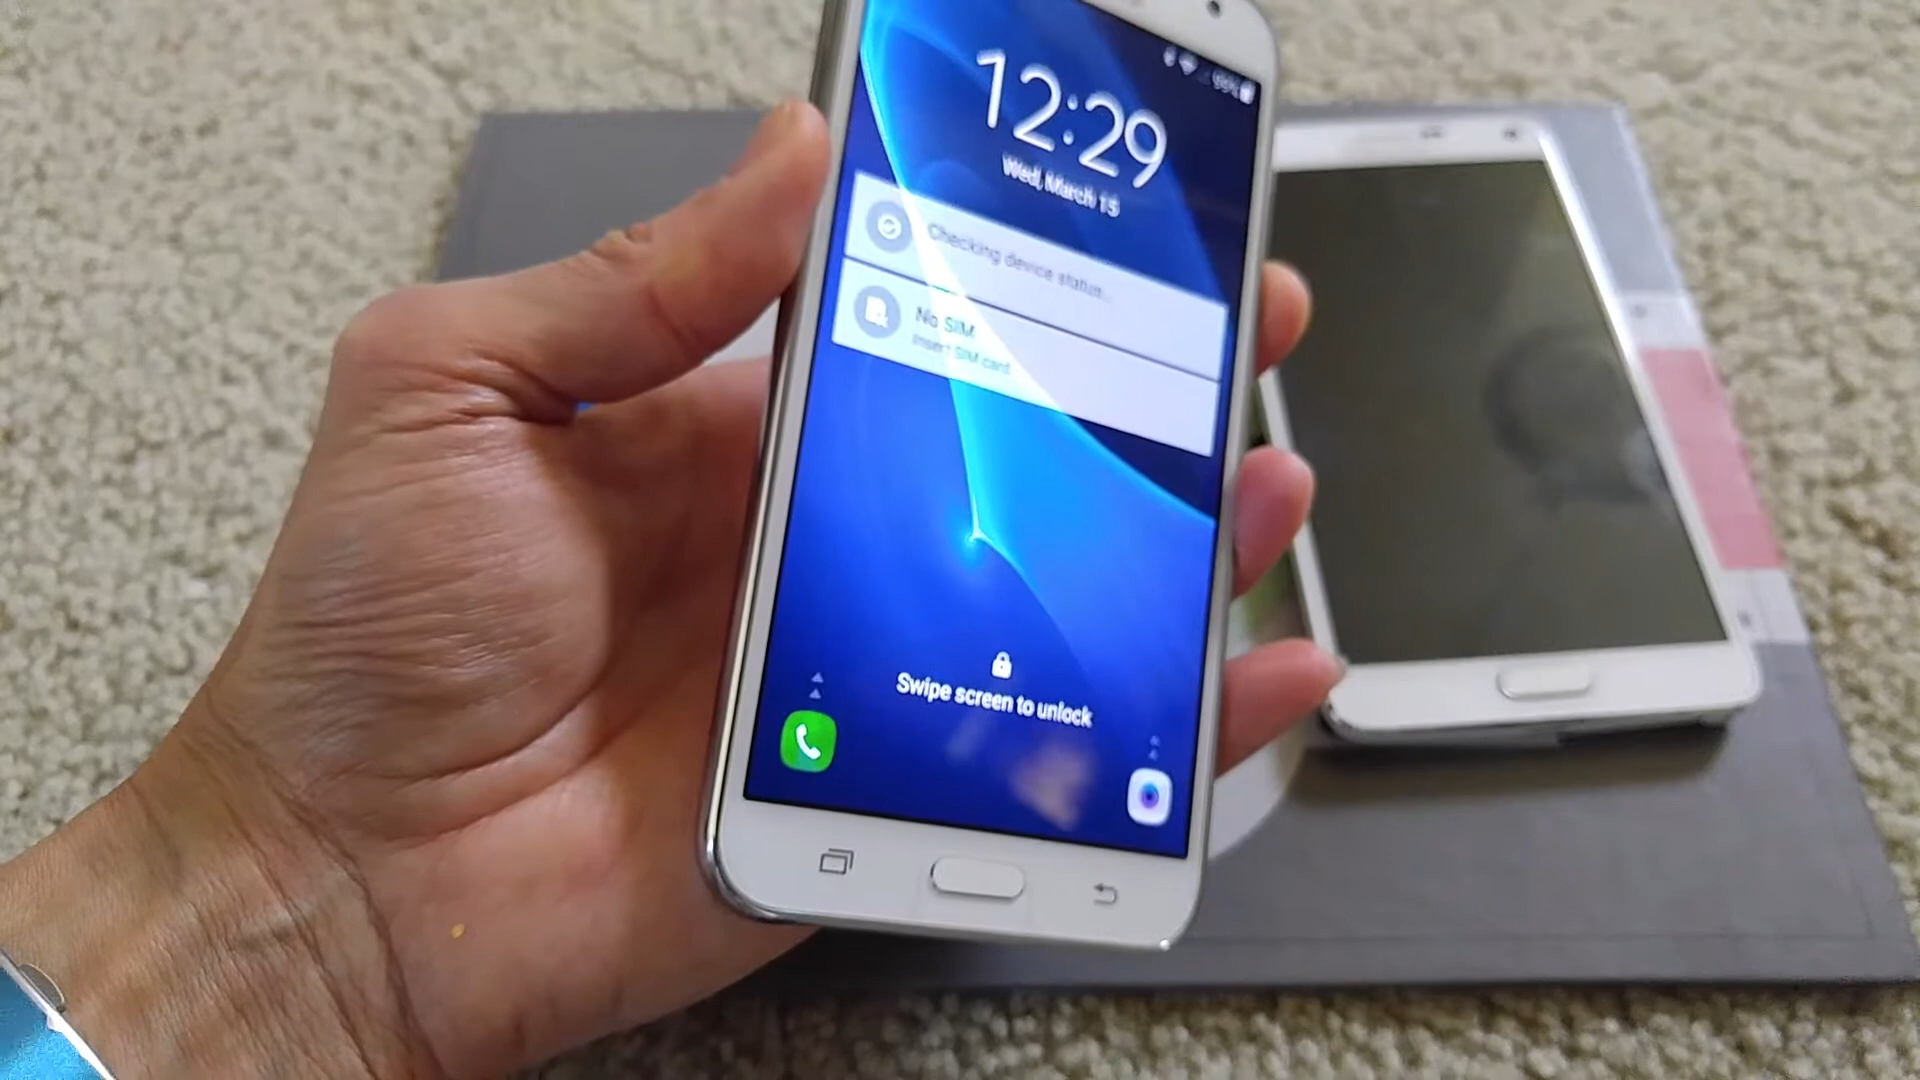 12:29
Wed, March 15
Checking device status...
No SIM
Insert SIM card
Swipe screen to unlock